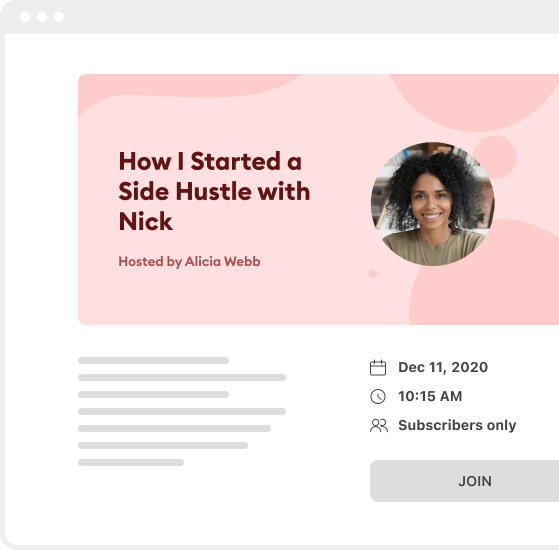 How I Started a
Side Hustle with
Nick
Hosted by Alicia Webb
Dec 11, 2020
10:15 AM
Subscribers only
JOIN